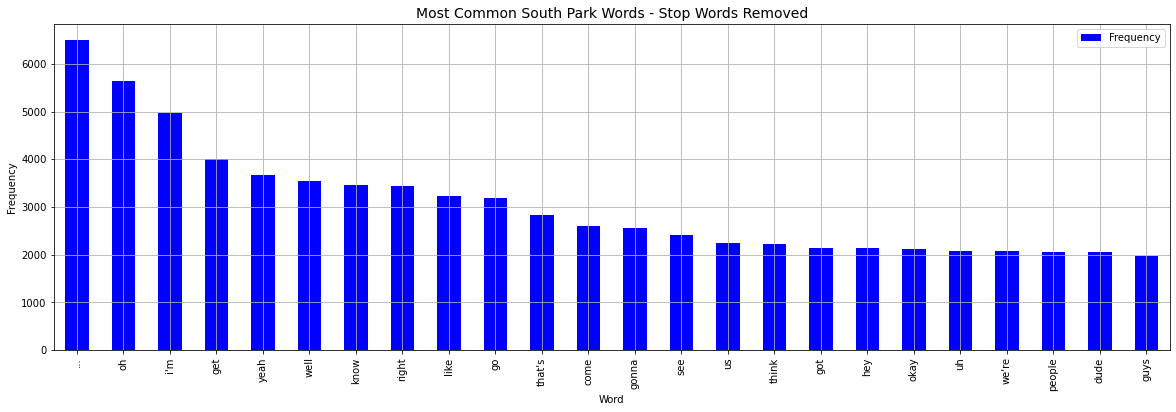 Most Common South Park Words - Stop Words Removed
Frequency
Frequency
6000
5000
4000
3000
2000
1000
0
...
oh
i'm
get
yeah
well
know
right
like
go
that's
come
gonna
see
us
think
got
hey
okay
uh
we're
people
dude
guys
Word